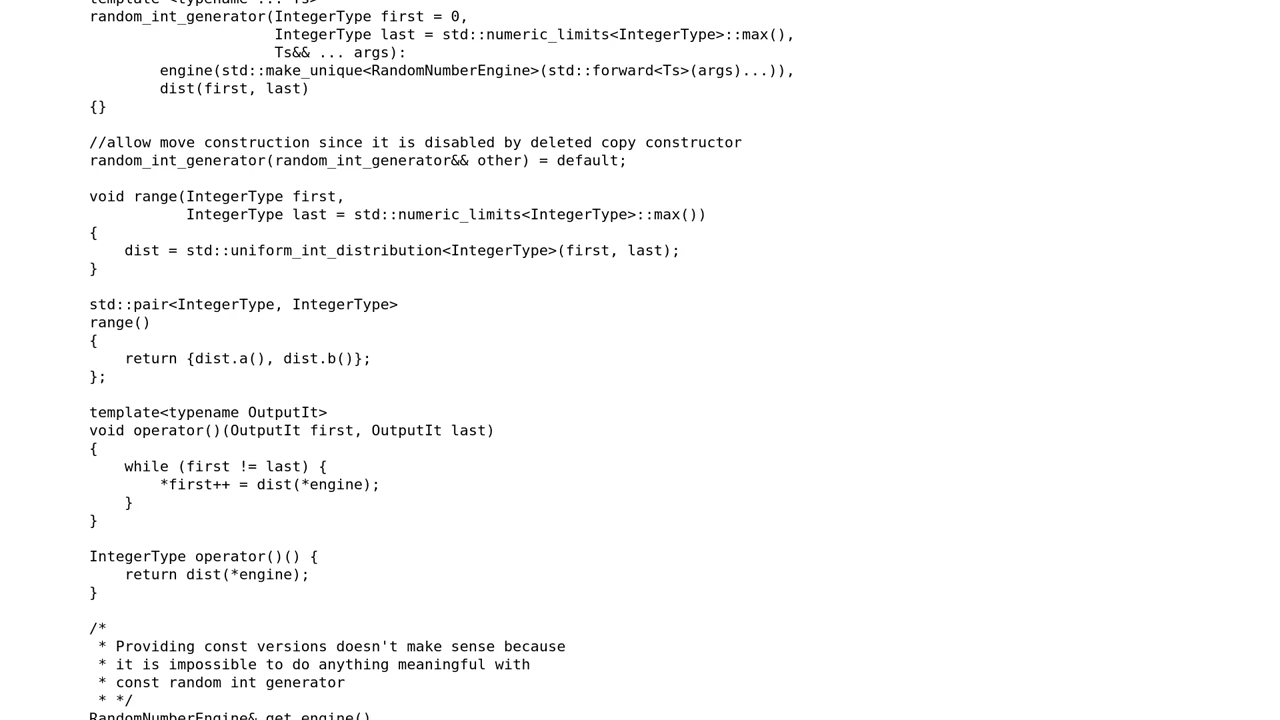 template <typename ... Ts>
random_int_generator(IntegerType first = 0,
                     IntegerType last = std::numeric_limits<IntegerType>::max(),
                     Ts&& ... args):
        engine(std::make_unique<RandomNumberEngine>(std::forward<Ts>(args)...)),
        dist(first, last)
{}

//allow move construction since it is disabled by deleted copy constructor
random_int_generator(random_int_generator&& other) = default;

void range(IntegerType first,
           IntegerType last = std::numeric_limits<IntegerType>::max())
{
    dist = std::uniform_int_distribution<IntegerType>(first, last);
}

std::pair<IntegerType, IntegerType>
range()
{
    return {dist.a(), dist.b()};
};

template<typename OutputIt>
void operator()(OutputIt first, OutputIt last)
{
    while (first != last) {
        *first++ = dist(*engine);
    }
}

IntegerType operator()() {
    return dist(*engine);
}

/*
 * Providing const versions doesn't make sense because
 * it is impossible to do anything meaningful with
 * const random int generator
 * */
RandomNumberEngine& get_engine()